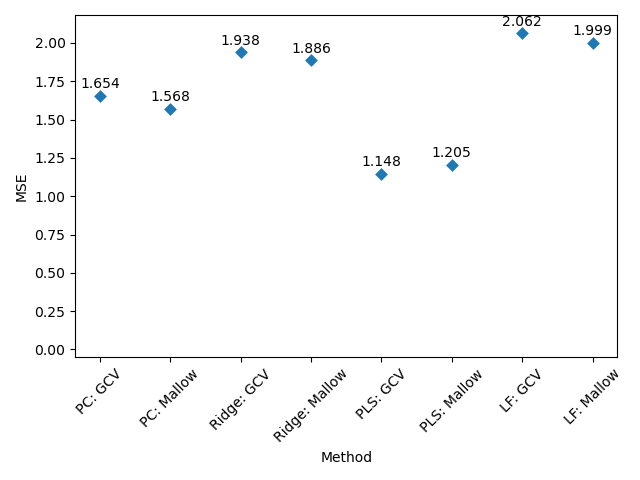 2.062
1.999
1.938
1.886
1.654
1.568
1.148
1.205
2.00
1.75
1.50
1.25
1.00
0.75
0.50
0.25
0.00
MSE
PC: GCV
PC: Mallow
Ridge: GCV
Ridge: Mallow
PLS: GCV
PLS: Mallow
LF: GCV
LF: Mallow
Method